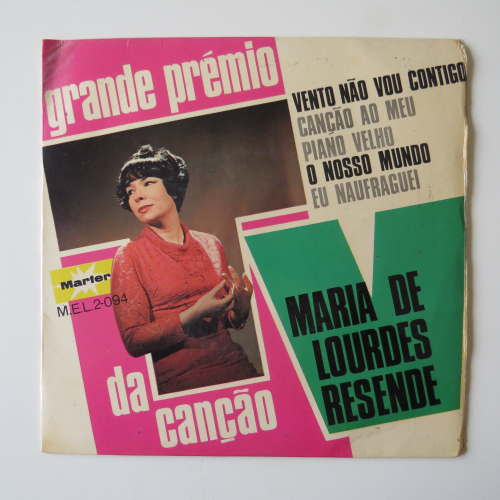 grande prémio
VENTO NÃO VOU CONTIGO
CANÇÃO AO MEU
PIANO VELHO
O NOSSO MUNDO
EU NAUFRAGUEI
Marfer
M.E.L.2-094
MARIA DE
LOURDES
RESENDE
da
canção